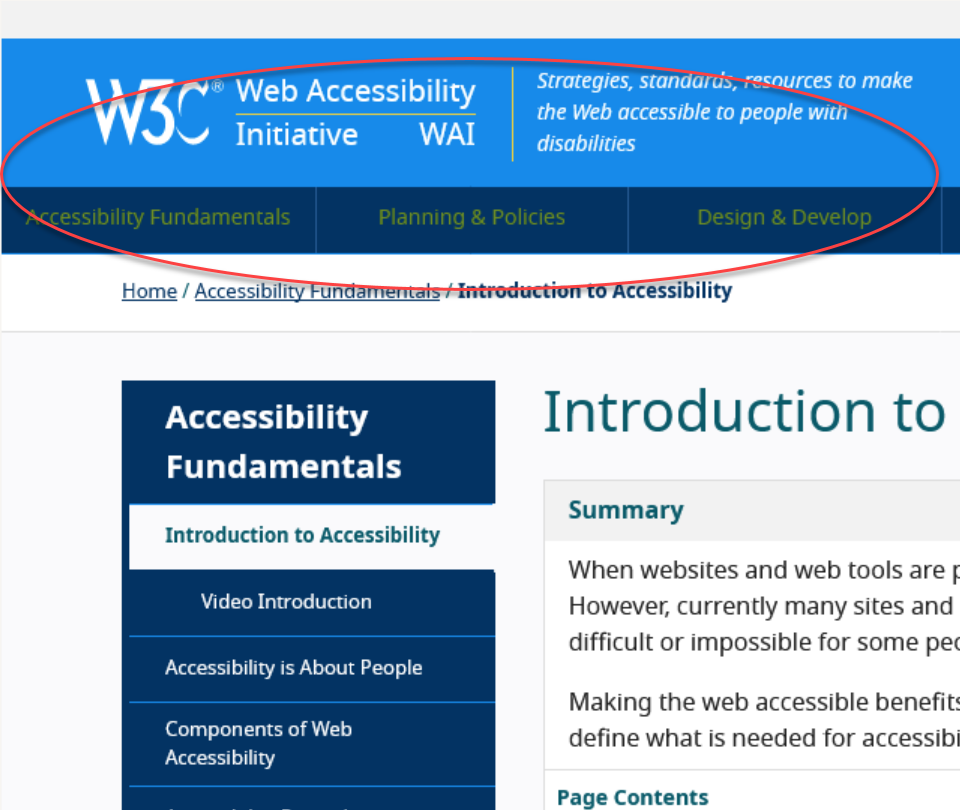 W3C® Web Accessibility
Initiative WAI
Strategies, standards, resources to make
the Web accessible to people with
disabilities
Accessibility Fundamentals
Planning & Policies
Design & Develop
Home / Accessibility Fundamentals / Introduction to Accessibility
Accessibility
Fundamentals
Introduction to Accessibility
Video Introduction
Accessibility is About People
Components of Web
Accessibility
Introduction to
Summary
When websites and web tools are
However, currently many sites and
difficult or impossible for some
Making the web accessible benefits
define what is needed for
Page Contents